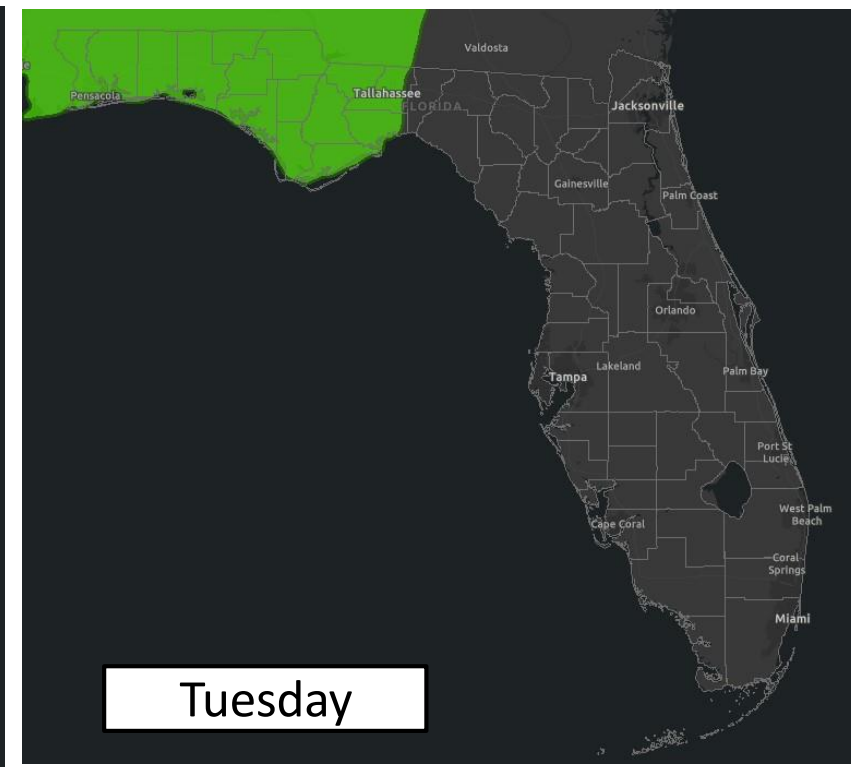 Valdosta
e
Pensacola
Tallahassee
FLORIDA
Jacksonville
Gainesville
Palm Coast
Orlando
Lakeland
Palm Bay
Tampa
Port St
Lucie
West Palm
Beach
Cape Coral
Coral
Springs
Miami
Tuesday